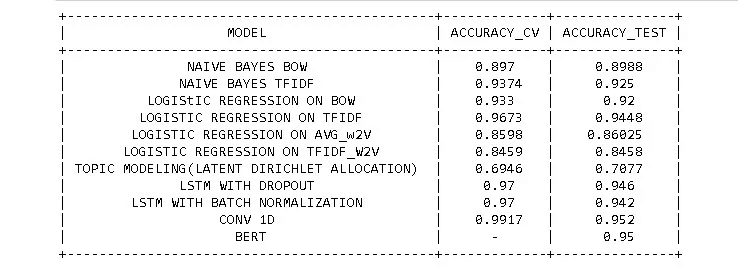 MODEL | ACCURACY_CV | ACCURACY_TEST
NAIVE BAYES BOW | 0.897 | 0.8988
NAIVE BAYES TFIDF | 0.9374 | 0.925
LOGIStIC REGRESSION ON BOW | 0.933 | 0.92
LOGISTIC REGRESSION ON TFIDF | 0.9673 | 0.9448
LOGISTIC REGRESSION ON AVG_w2V | 0.8598 | 0.86025
LOGISTIC REGRESSION ON TFIDF_W2V | 0.8459 | 0.8458
TOPIC MODELING(LATENT DIRICHLET ALLOCATION) | 0.6946 | 0.7077
LSTM WITH DROPOUT | 0.97 | 0.946
LSTM WITH BATCH NORMALIZATION | 0.97 | 0.942
CONV 1D | 0.9917 | 0.952
BERT | - | 0.95